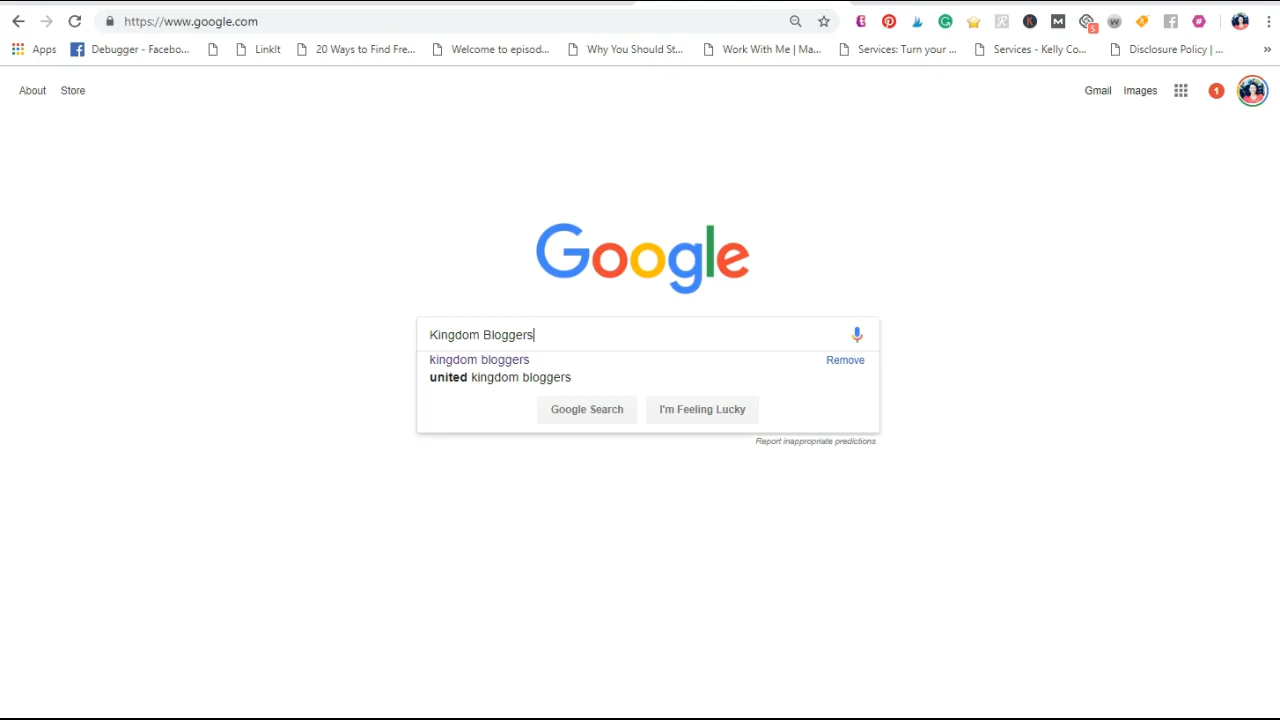 https://www.google.com
Apps Debugger - Facebo... LinkIt 20 Ways to Find Fre... Welcome to episod... Why You Should St... Work With Me | Ma... Services: Turn your ... Services - Kelly Co... Disclosure Policy | ... »
About Store Gmail Images 1
Google
Kingdom Bloggers
kingdom bloggers Remove
united kingdom bloggers
Google Search I'm Feeling Lucky
Report inappropriate predictions